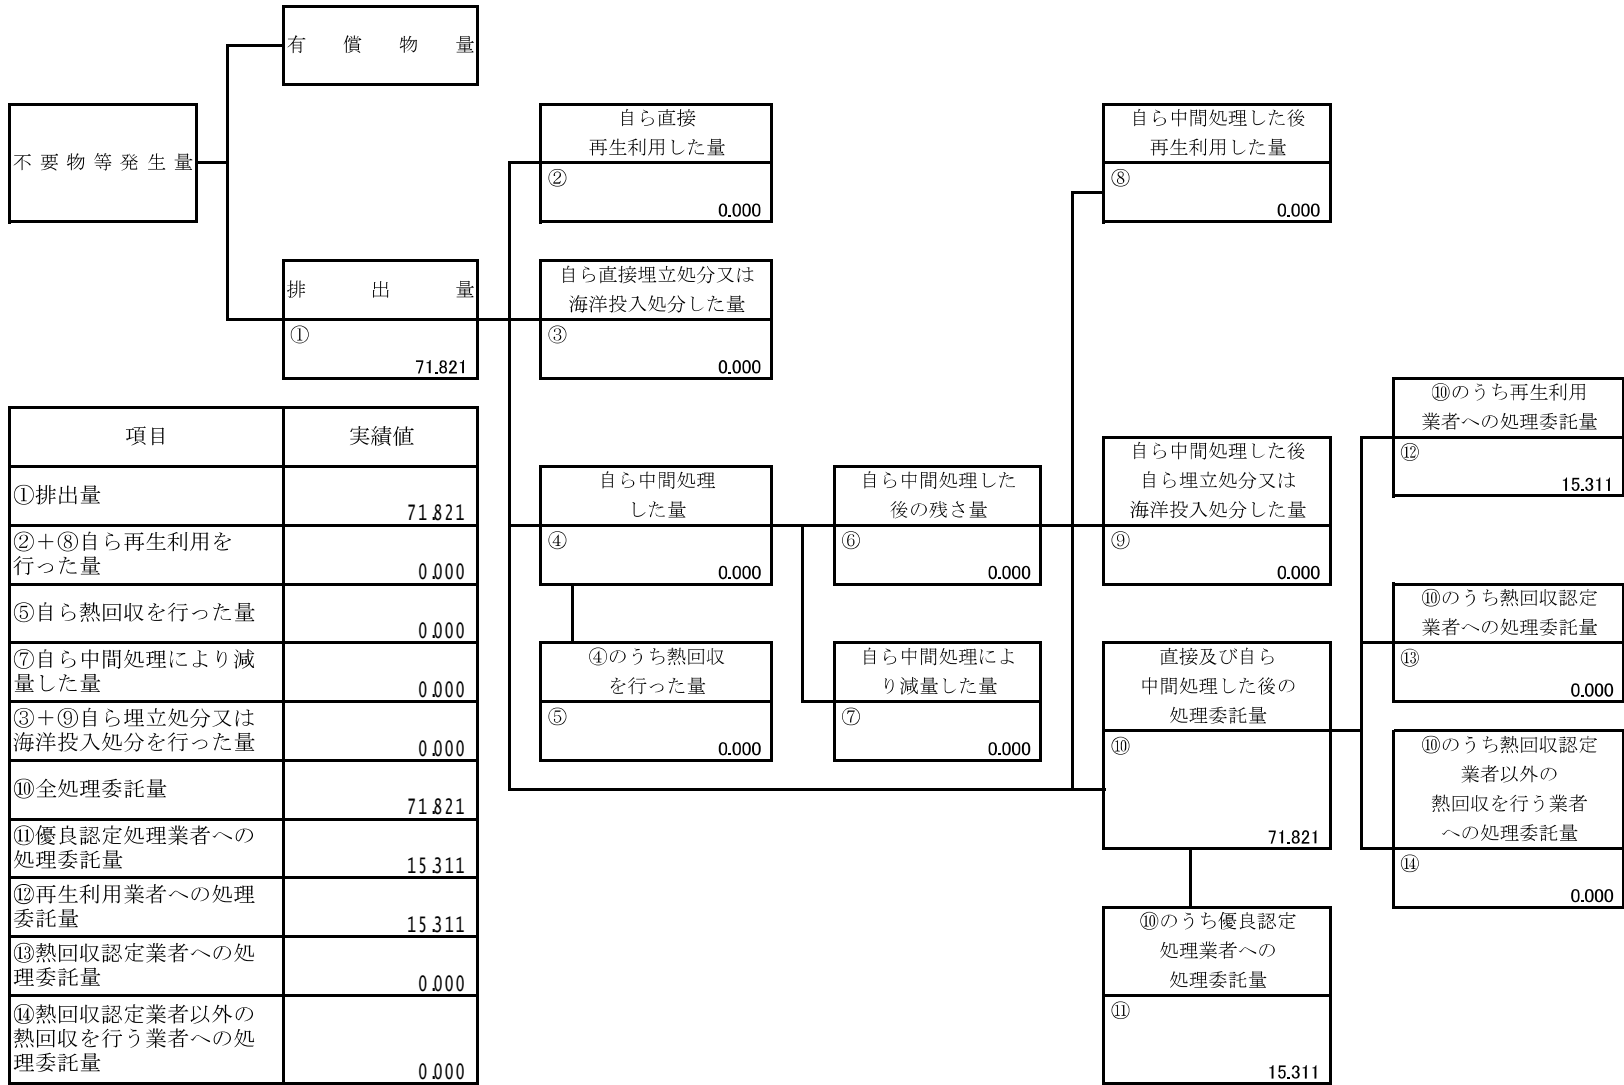 有償物量
不要物等発生量
自ら直接
再生利用した量
②
0.000
自ら中間処理した後
再生利用した量
⑧
0.000
排出量
①
71.821
自ら直接埋立処分又は
海洋投入処分した量
③
0.000
項目 実績値
①排出量 71.821
②+⑧自ら再生利用を
行った量 0.000
⑤自ら熱回収を行った量 0.000
⑦自ら中間処理により減
量した量 0.000
③+⑨自ら埋立処分又は
海洋投入処分を行った量 0.000
⑩全処理委託量 71.821
⑪優良認定処理業者への
処理委託量 15.311
⑫再生利用業者への処理
委託量 15.311
⑬熱回収認定業者への処
理委託量 0.000
⑭熱回収認定業者以外の
熱回収を行う業者への処
理委託量 0.000
自ら中間処理
した量
④
0.000
自ら中間処理した
後の残さ量
⑥
0.000
自ら中間処理した後
自ら埋立処分又は
海洋投入処分した量
⑨
0.000
④のうち熱回収
を行った量
⑤
0.000
自ら中間処理によ
り減量した量
⑦
0.000
直接及び自ら
中間処理した後の
処理委託量
⑩
71.821
⑩のうち優良認定
処理業者への
処理委託量
⑪
15.311
⑩のうち再生利用
業者への処理委託量
⑫
15.311
⑩のうち熱回収認定
業者への処理委託量
⑬
0.000
⑩のうち熱回収認定
業者以外の
熱回収を行う業者
への処理委託量
⑭
0.000